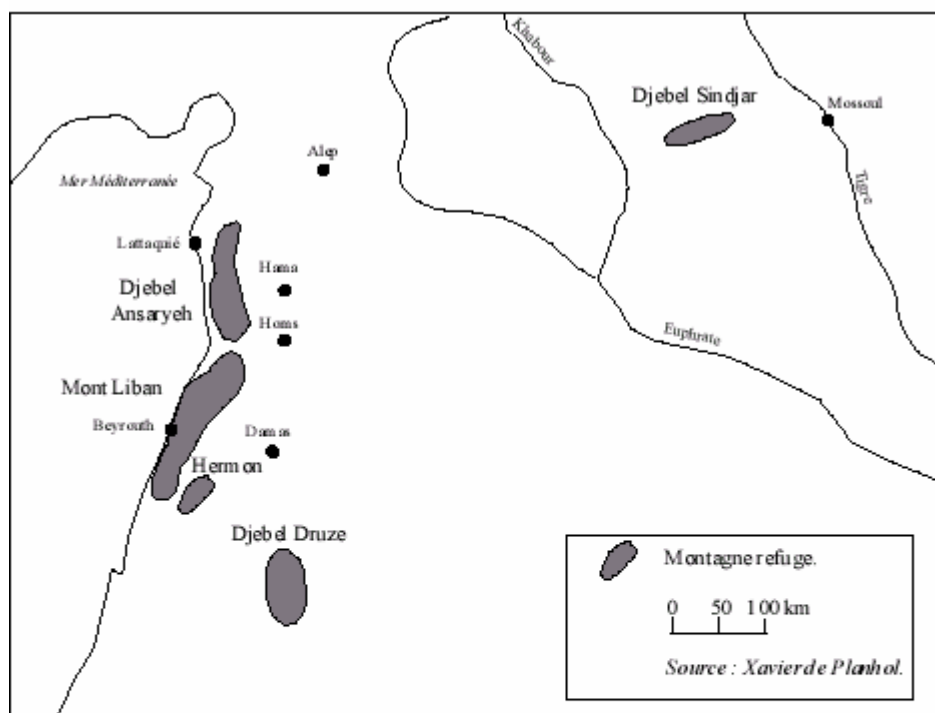 Khabour
Djebel Sindjar
Mossoul
Alep
Mer Méditerranée
Tigre
Lattaquié
Hama
Djebel
Ansaryeh
Homs
Euphrate
Mont Liban
Beyrouth
Damas
Hermon
Djebel Druze
Montagne refuge.
0 50 100 km
Source : Xavier de Planhol.